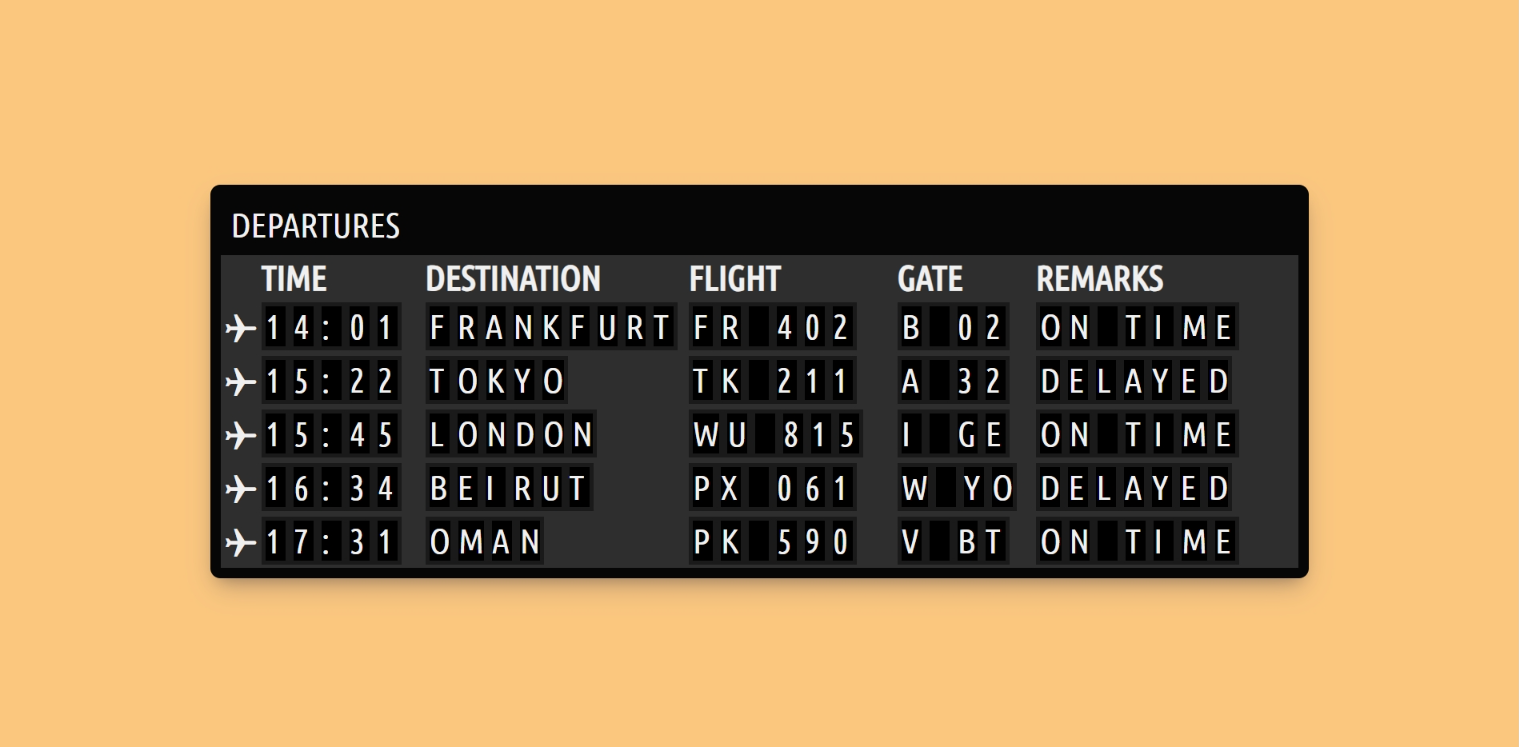 DEPARTURES
TIME DESTINATION FLIGHT GATE REMARKS
14:01 FRANKFURT FR 402 B 02 ON TIME
15:22 TOKYO TK 211 A 32 DELAYED
15:45 LONDON WU 815 I GE ON TIME
16:34 BEIRUT PX 061 W YO DELAYED
17:31 OMAN PK 590 V BT ON TIME